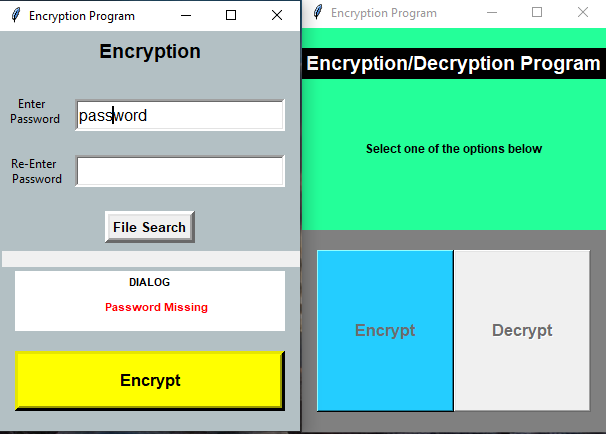 Encryption Program
Encryption
Enter
Password
password
Re-Enter
Password
File Search
DIALOG
Password Missing
Encrypt
Encryption Program
Encryption/Decryption Program
Select one of the options below
Encrypt
Decrypt